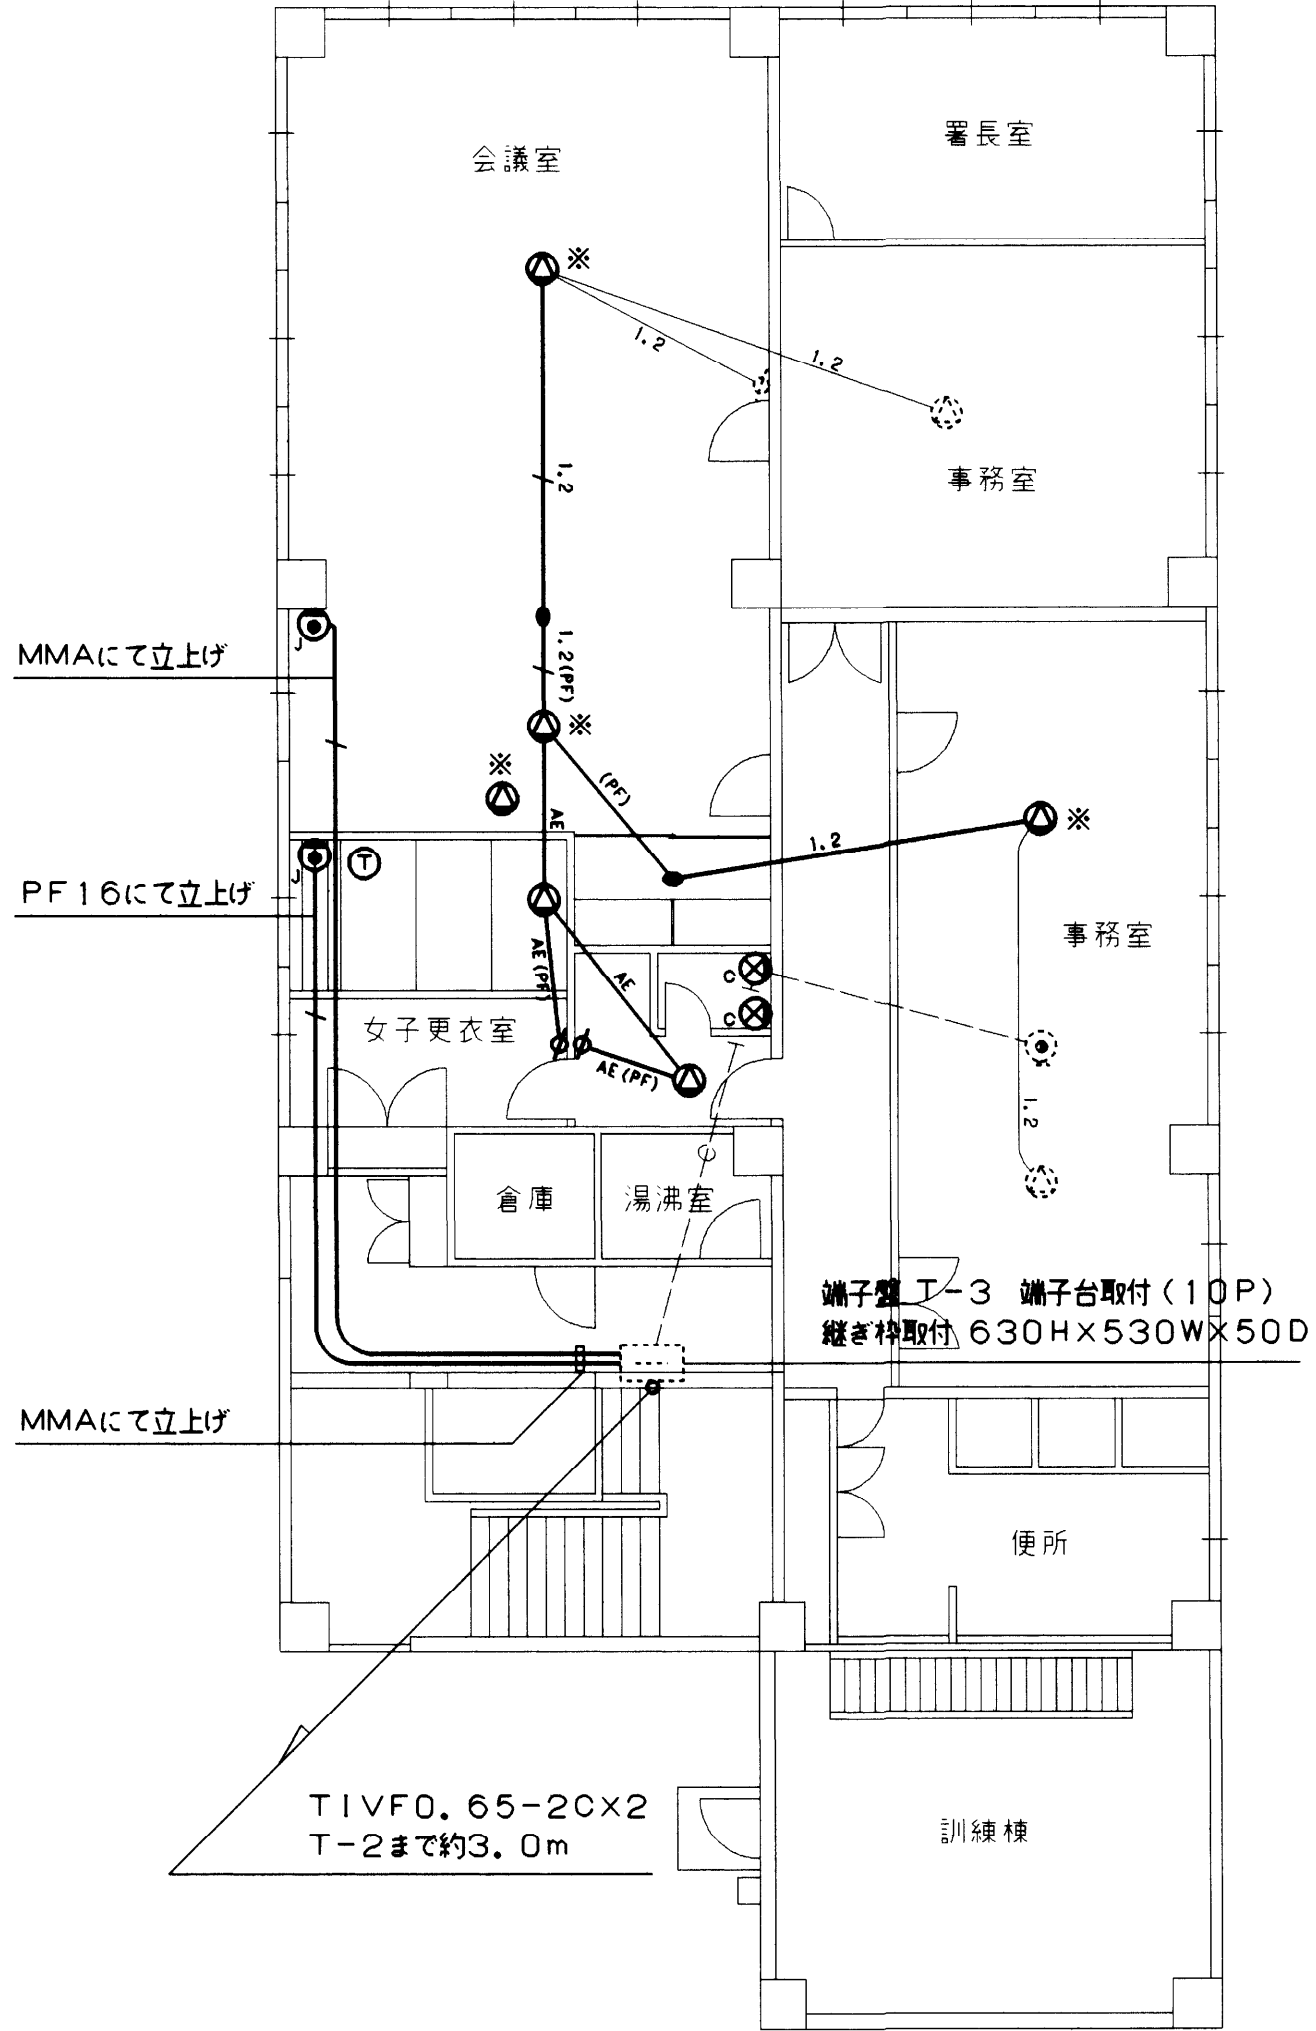 会議室
署長室
※
1.2
1.2
事務室
1.2
MMAにて立上げ
J
1.2(PF)
※
※
(PF)
AE
1.2
※
PF16にて立上げ
J
T
事務室
AE(PF)
AE
C
C
女子更衣室
AE(PF)
1.2
倉庫
湯沸室
端子盤 T-3 端子台取付(10P)
継ぎ枠取付 630H×530W×50D
MMAにて立上げ
便所
TIVF0.65-2C×2
T-2まで約3.0m
訓練棟